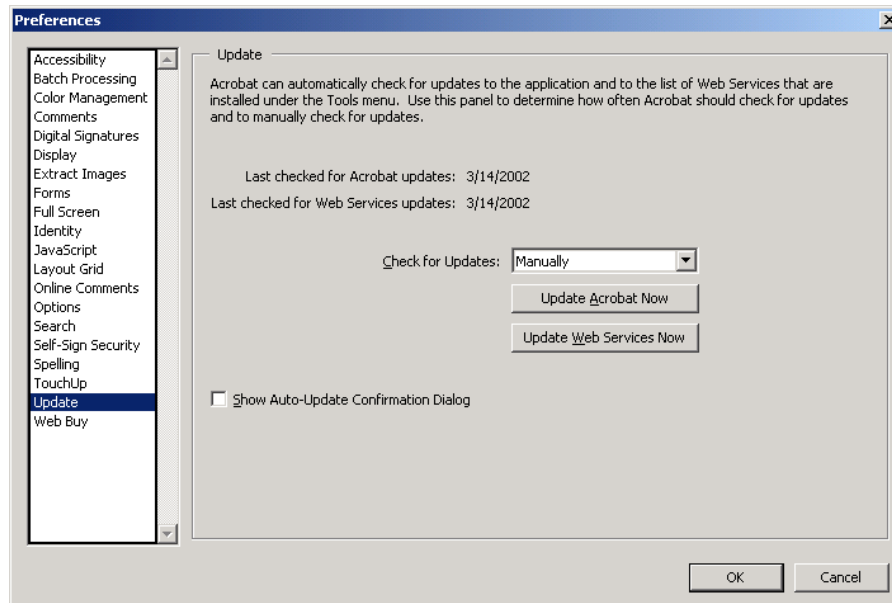 Preferences
Accessibility
Batch Processing
Color Management
Comments
Digital Signatures
Display
Extract Images
Forms
Full Screen
Identity
JavaScript
Layout Grid
Online Comments
Options
Search
Self-Sign Security
Spelling
TouchUp
Update
Web Buy
Update
Acrobat can automatically check for updates to the application and to the list of Web Services that are
installed under the Tools menu. Use this panel to determine how often Acrobat should check for updates
and to manually check for updates.
Last checked for Acrobat updates: 3/14/2002
Last checked for Web Services updates: 3/14/2002
Check for Updates: Manually
Update Acrobat Now
Update Web Services Now
Show Auto-Update Confirmation Dialog
OK Cancel